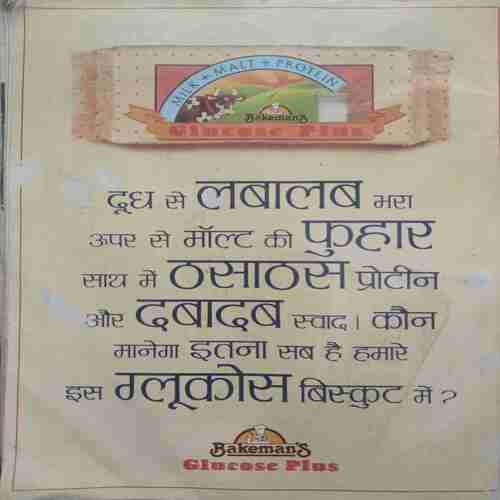 MILK + MALT + PROTEIN
Bakeman's
Glucose Plus
दूध से लबालब भरा
ऊपर से मॉल्ट की फुहार
साथ में ठसाठस प्रोटीन
और दबादब स्वाद। कौन
मानेगा इतना सब है हमारे
इस ग्लूकोस बिस्कुट में ?
Bakeman's
Glucose Plus